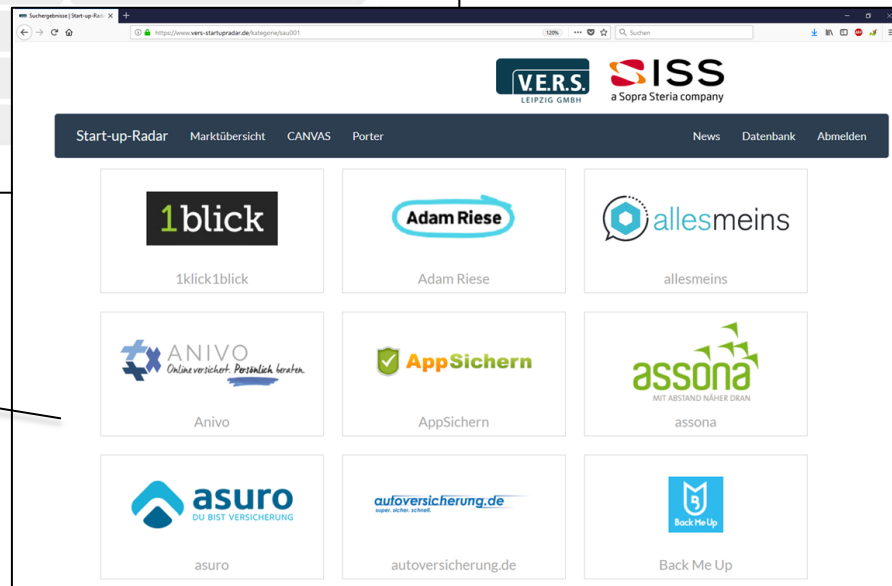 Suchergebnisse | Start-up-Rada
https://www.vers-startupradar.de/kategorie/sau001
120%
Suchen
V.E.R.S.
LEIPZIG GMBH
ISS
a Sopra Steria company
Start-up-Radar Marktübersicht CANVAS Porter News Datenbank Abmelden
1blick
Adam Riese
allesmeins
1klick1blick
Adam Riese
allesmeins
ANIVO
Online versichert. Persönlich beraten.
AppSichern
assona
MIT ABSTAND NÄHER DRAN
Anivo
AppSichern
assona
asuro
DU BIST VERSICHERUNG
autoversicherung.de
super. sicher. schnell.
Back Me Up
asuro
autoversicherung.de
Back Me Up